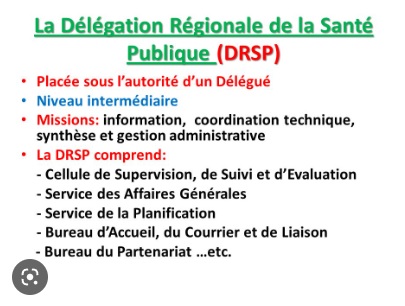 La Délégation Régionale de la Santé
Publique (DRSP)
• Placée sous l’autorité d’un Délégué
• Niveau intermédiaire
• Missions: information, coordination technique,
synthèse et gestion administrative
• La DRSP comprend:
- Cellule de Supervision, de Suivi et d’Evaluation
- Service des Affaires Générales
- Service de la Planification
- Bureau d’Accueil, du Courrier et de Liaison
- Bureau du Partenariat …etc.